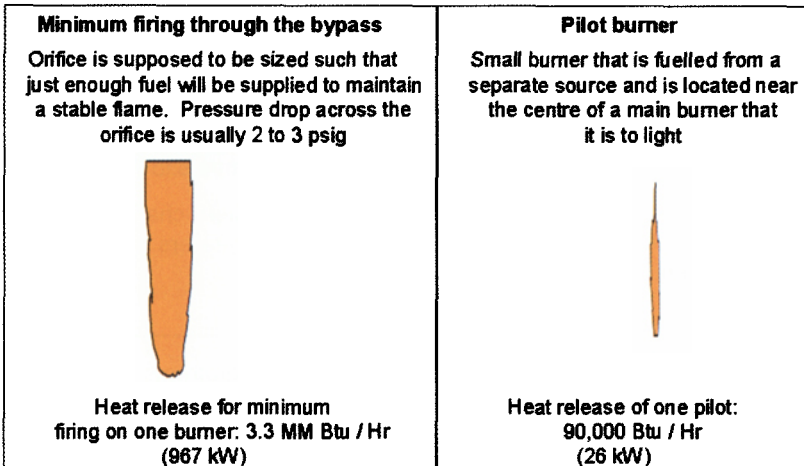 Minimum firing through the bypass
Orifice is supposed to be sized such that
just enough fuel will be supplied to maintain
a stable flame. Pressure drop across the
orifice is usually 2 to 3 psig
Heat release for minimum
firing on one burner: 3.3 MM Btu / Hr
(967 kW)
Pilot burner
Small burner that is fuelled from a
separate source and is located near
the centre of a main burner that
it is to light
Heat release of one pilot:
90,000 Btu / Hr
(26 kW)